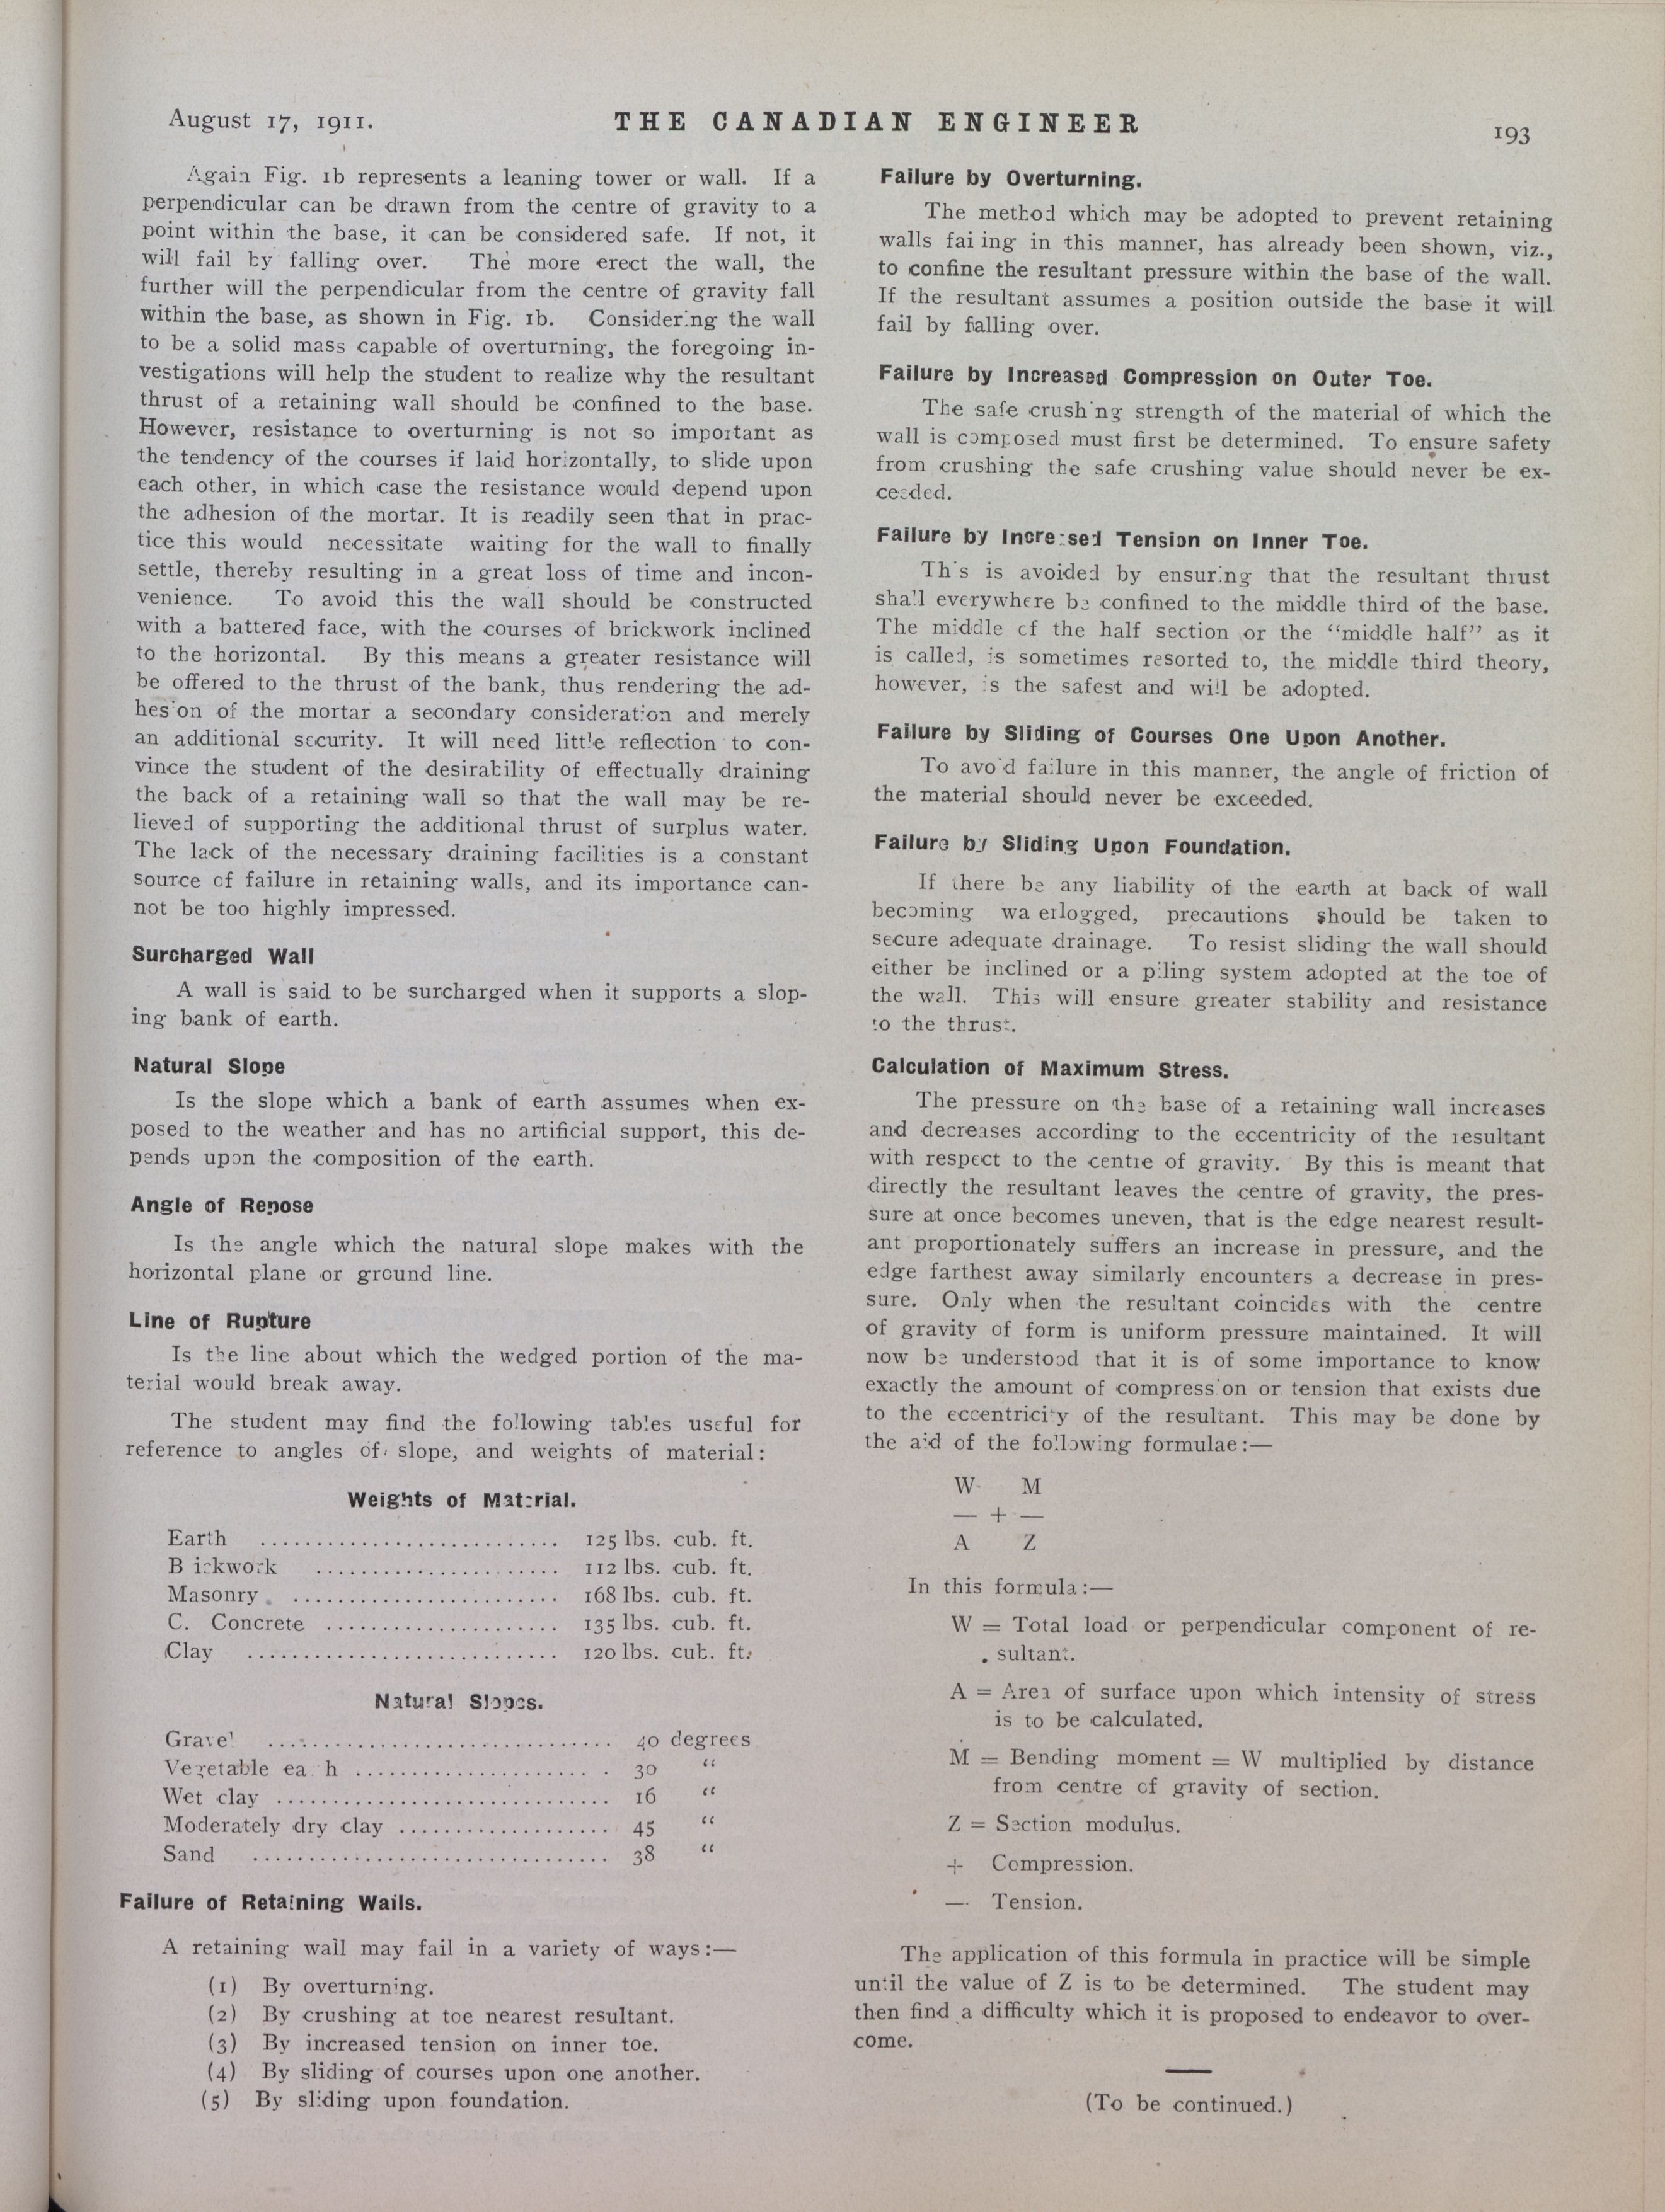 August 17, 1911.
THE CANADIAN ENGINEER
193
Again Fig. 1b represents a leaning tower or wall. If a
perpendicular can be drawn from the centre of gravity to a
point within the base, it can be considered safe. If not, it
will fail by falling over. The more erect the wall, the
further will the perpendicular from the centre of gravity fall
within the base, as shown in Fig. 1b. Considering the wall
to be a solid mass capable of overturning, the foregoing in-
vestigations will help the student to realize why the resultant
thrust of a retaining wall should be confined to the base.
However, resistance to overturning is not so important as
the tendency of the courses if laid horizontally, to slide upon
each other, in which case the resistance would depend upon
the adhesion of the mortar. It is readily seen that in prac-
tice this would necessitate waiting for the wall to finally
settle, thereby resulting in a great loss of time and incon-
venience. To avoid this the wall should be constructed
with a battered face, with the courses of brickwork inclined
to the horizontal. By this means a greater resistance will
be offered to the thrust of the bank, thus rendering the ad-
hesion of the mortar a secondary consideration and merely
an additional security. It will need little reflection to con-
vince the student of the desirability of effectually draining
the back of a retaining wall so that the wall may be re-
lieved of supporting the additional thrust of surplus water.
The lack of the necessary draining facilities is a constant
source of failure in retaining walls, and its importance can-
not be too highly impressed.
Surcharged Wall
A wall is said to be surcharged when it supports a slop-
ing bank of earth.
Natural Slope
Is the slope which a bank of earth assumes when ex-
posed to the weather and has no artificial support, this de-
pends upon the composition of the earth.
Angle of Repose
Is the angle which the natural slope makes with the
horizontal plane or ground line.
Line of Rupture
Is the line about which the wedged portion of the ma-
terial would break away.
The student may find the following tables useful for
reference to angles of slope, and weights of material:
Weights of Material.
Earth ........................... 125 lbs. cub. ft.
Brickwork ...................... 112 lbs. cub. ft.
Masonry ........................ 168 lbs. cub. ft.
C. Concrete ..................... 135 lbs. cub. ft.
Clay ............................ 120 lbs. cub. ft.
Natural Slopes.
Gravel ............................... 40 degrees
Vegetable earth ....................... 30 “
Wet clay .............................. 16 “
Moderately dry clay ................... 45 “
Sand ................................ 38 “
Failure of Retaining Walls.
A retaining wall may fail in a variety of ways:—
(1) By overturning.
(2) By crushing at toe nearest resultant.
(3) By increased tension on inner toe.
(4) By sliding of courses upon one another.
(5) By sliding upon foundation.
Failure by Overturning.
The method which may be adopted to prevent retaining
walls failing in this manner, has already been shown, viz.,
to confine the resultant pressure within the base of the wall.
If the resultant assumes a position outside the base it will
fail by falling over.
Failure by Increased Compression on Outer Toe.
The safe crushing strength of the material of which the
wall is composed must first be determined. To ensure safety
from crushing the safe crushing value should never be ex-
ceeded.
Failure by Increased Tension on Inner Toe.
This is avoided by ensuring that the resultant thrust
shall everywhere be confined to the middle third of the base.
The middle of the half section or the “middle half” as it
is called, is sometimes resorted to, the middle third theory,
however, is the safest and will be adopted.
Failure by Sliding of Courses One Upon Another.
To avoid failure in this manner, the angle of friction of
the material should never be exceeded.
Failure by Sliding Upon Foundation.
If there be any liability of the earth at back of wall
becoming waterlogged, precautions should be taken to
secure adequate drainage. To resist sliding the wall should
either be inclined or a piling system adopted at the toe of
the wall. This will ensure greater stability and resistance
to the thrust.
Calculation of Maximum Stress.
The pressure on the base of a retaining wall increases
and decreases according to the eccentricity of the resultant
with respect to the centre of gravity. By this is meant that
directly the resultant leaves the centre of gravity, the pres-
sure at once becomes uneven, that is the edge nearest result-
ant proportionately suffers an increase in pressure, and the
edge farthest away similarly encounters a decrease in pres-
sure. Only when the resultant coincides with the centre
of gravity of form is uniform pressure maintained. It will
now be understood that it is of some importance to know
exactly the amount of compression or tension that exists due
to the eccentricity of the resultant. This may be done by
the aid of the following formulae:—
W M
— + —
A Z
In this formula:—
W = Total load or perpendicular component of re-
sultant.
A = Area of surface upon which intensity of stress
is to be calculated.
M = Bending moment = W multiplied by distance
from centre of gravity of section.
Z = Section modulus.
+ Compression.
— Tension.
The application of this formula in practice will be simple
until the value of Z is to be determined. The student may
then find a difficulty which it is proposed to endeavor to over-
come.
(To be continued.)